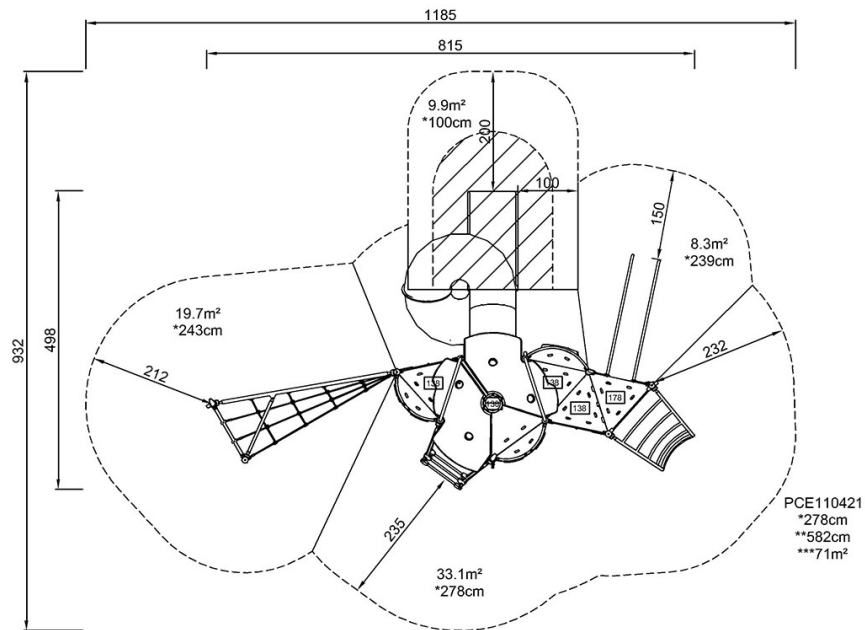 1185
815
9.9m²
*100cm
200
100
150
8.3m²
*239cm
19.7m²
*243cm
932
498
212
232
138
138
178
138
PCE110421
*278cm
**582cm
***71m²
235
33.1m²
*278cm